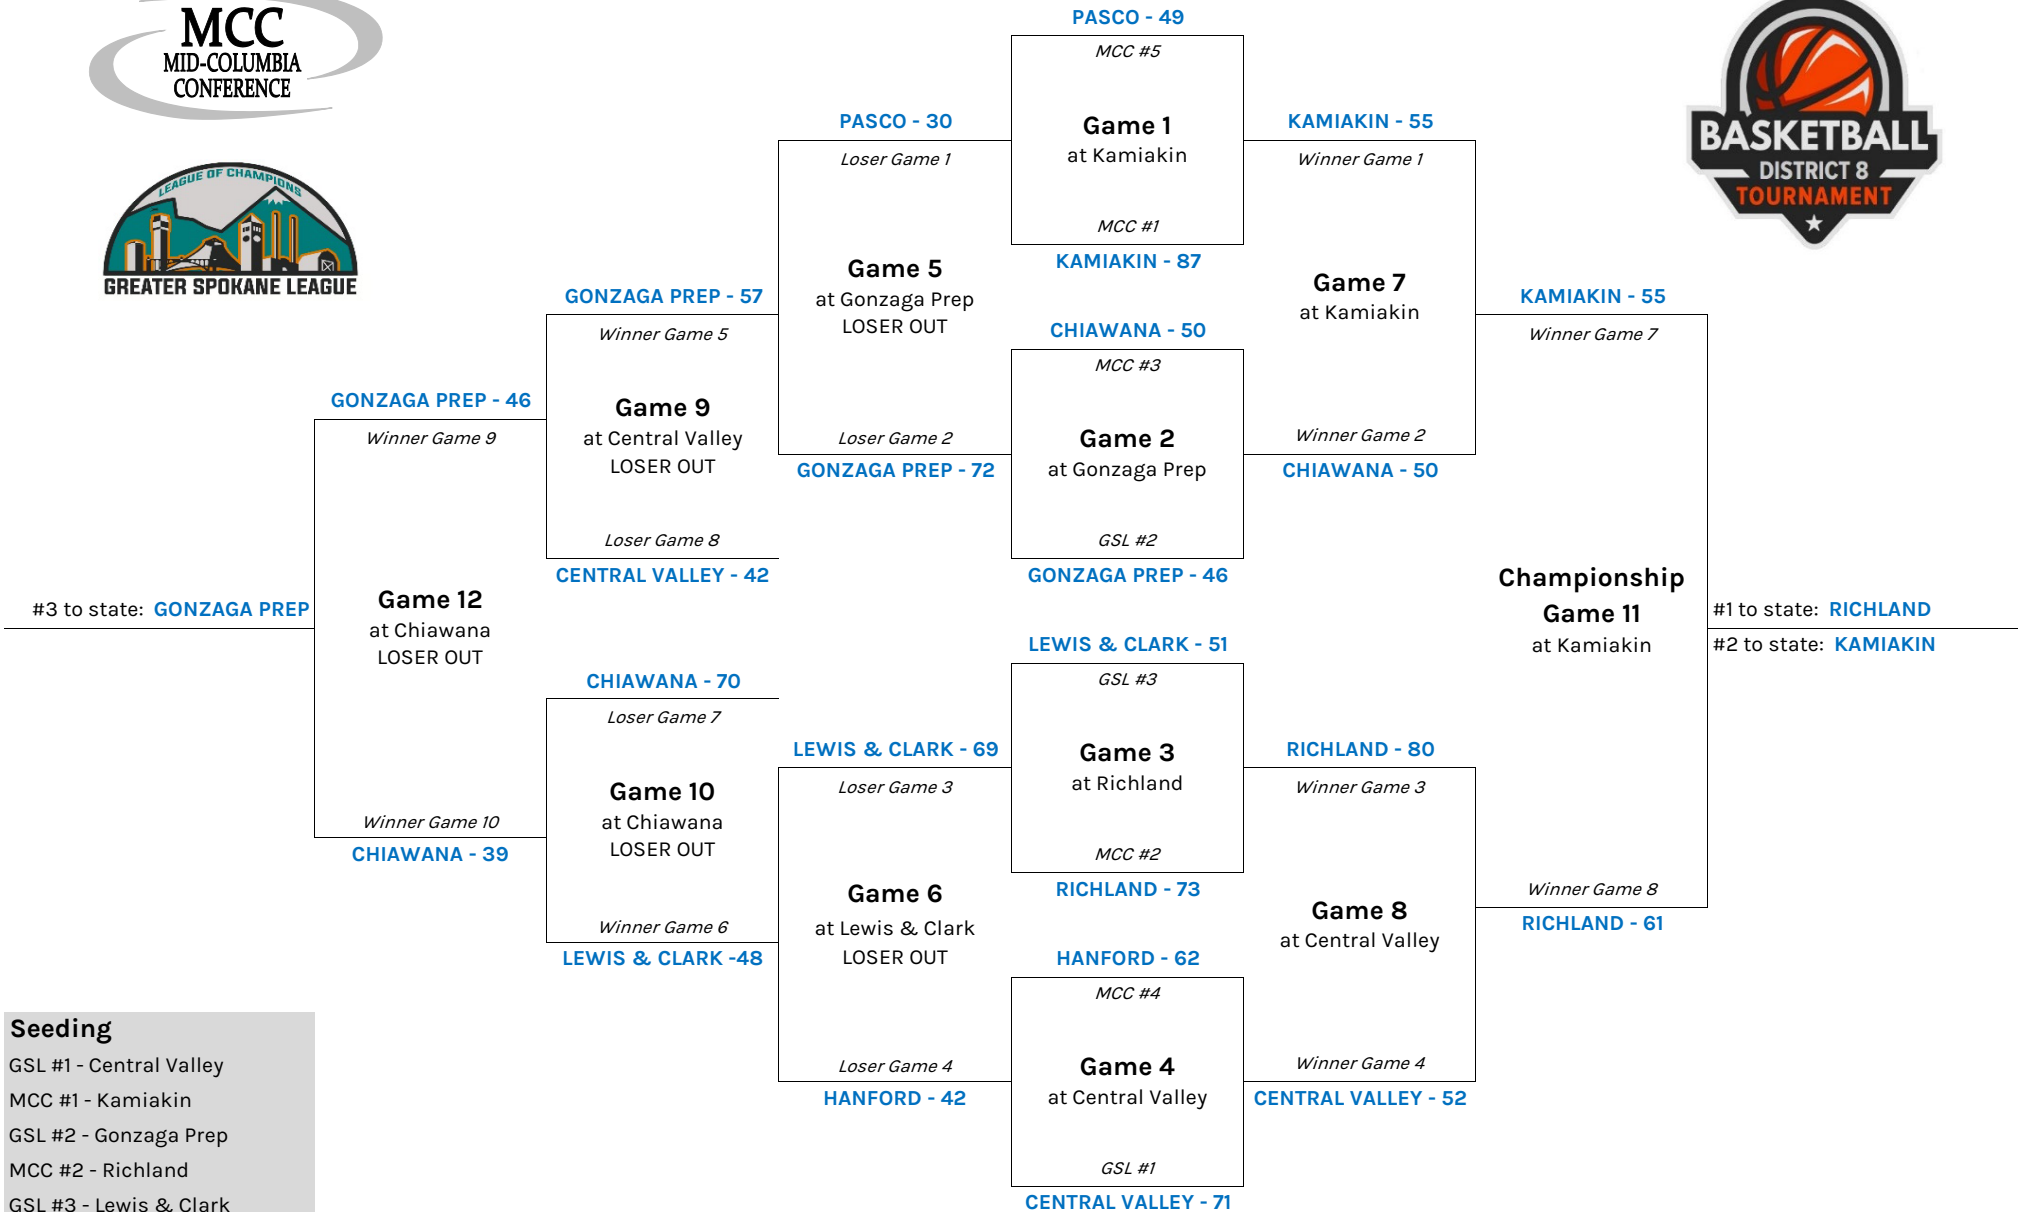 MCC
MID-COLUMBIA
CONFERENCE
LEAGUE OF CHAMPIONS
GREATER SPOKANE LEAGUE
BASKETBALL
DISTRICT 8
TOURNAMENT
PASCO - 49
MCC #5
Game 1
at Kamiakin
MCC #1
KAMIAKIN - 87
PASCO - 30
Loser Game 1
Game 5
at Gonzaga Prep
LOSER OUT
Loser Game 2
GONZAGA PREP - 72
KAMIAKIN - 55
Winner Game 1
Game 7
at Kamiakin
Winner Game 2
CHIAWANA - 50
CHIAWANA - 50
MCC #3
Game 2
at Gonzaga Prep
GSL #2
GONZAGA PREP - 46
GONZAGA PREP - 57
Winner Game 5
Game 9
at Central Valley
LOSER OUT
Loser Game 8
CENTRAL VALLEY - 42
KAMIAKIN - 55
Winner Game 7
Championship
Game 11
at Kamiakin
Winner Game 8
RICHLAND - 61
#1 to state: RICHLAND
#2 to state: KAMIAKIN
GONZAGA PREP - 46
Winner Game 9
Game 12
at Chiawana
LOSER OUT
Winner Game 10
CHIAWANA - 39
#3 to state: GONZAGA PREP
CHIAWANA - 70
Loser Game 7
Game 10
at Chiawana
LOSER OUT
Winner Game 6
LEWIS & CLARK -48
LEWIS & CLARK - 51
GSL #3
Game 3
at Richland
MCC #2
RICHLAND - 73
LEWIS & CLARK - 69
Loser Game 3
Game 6
at Lewis & Clark
LOSER OUT
Loser Game 4
HANFORD - 42
RICHLAND - 80
Winner Game 3
Game 8
at Central Valley
Winner Game 4
CENTRAL VALLEY - 52
HANFORD - 62
MCC #4
Game 4
at Central Valley
GSL #1
CENTRAL VALLEY - 71
Seeding
GSL #1 - Central Valley
MCC #1 - Kamiakin
GSL #2 - Gonzaga Prep
MCC #2 - Richland
GSL #3 - Lewis & Clark